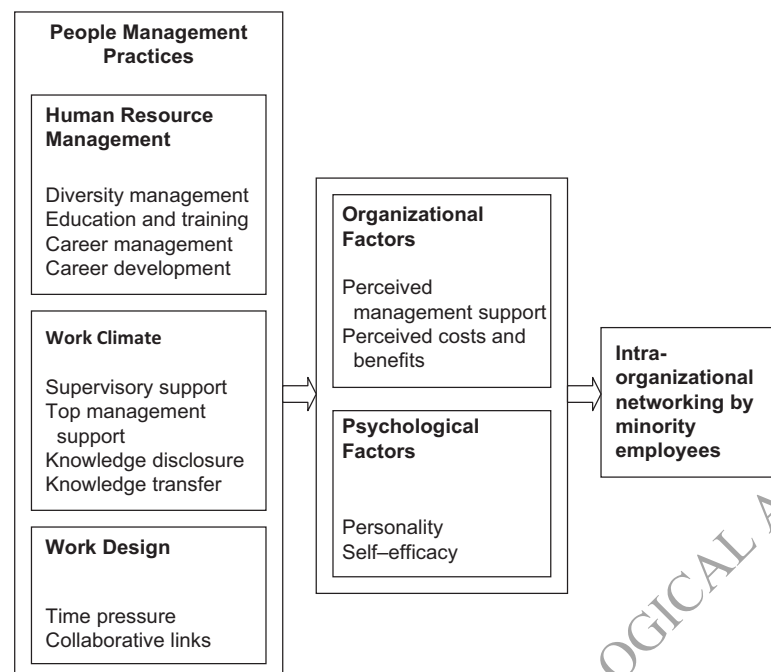 People Management
Practices
Human Resource
Management
Diversity management
Education and training
Career management
Career development
Work Climate
Supervisory support
Top management
support
Knowledge disclosure
Knowledge transfer
Work Design
Time pressure
Collaborative links
Organizational
Factors
Perceived
management support
Perceived costs and
benefits
Psychological
Factors
Personality
Self–efficacy
Intra-
organizational
networking by
minority
employees
OGICAL A